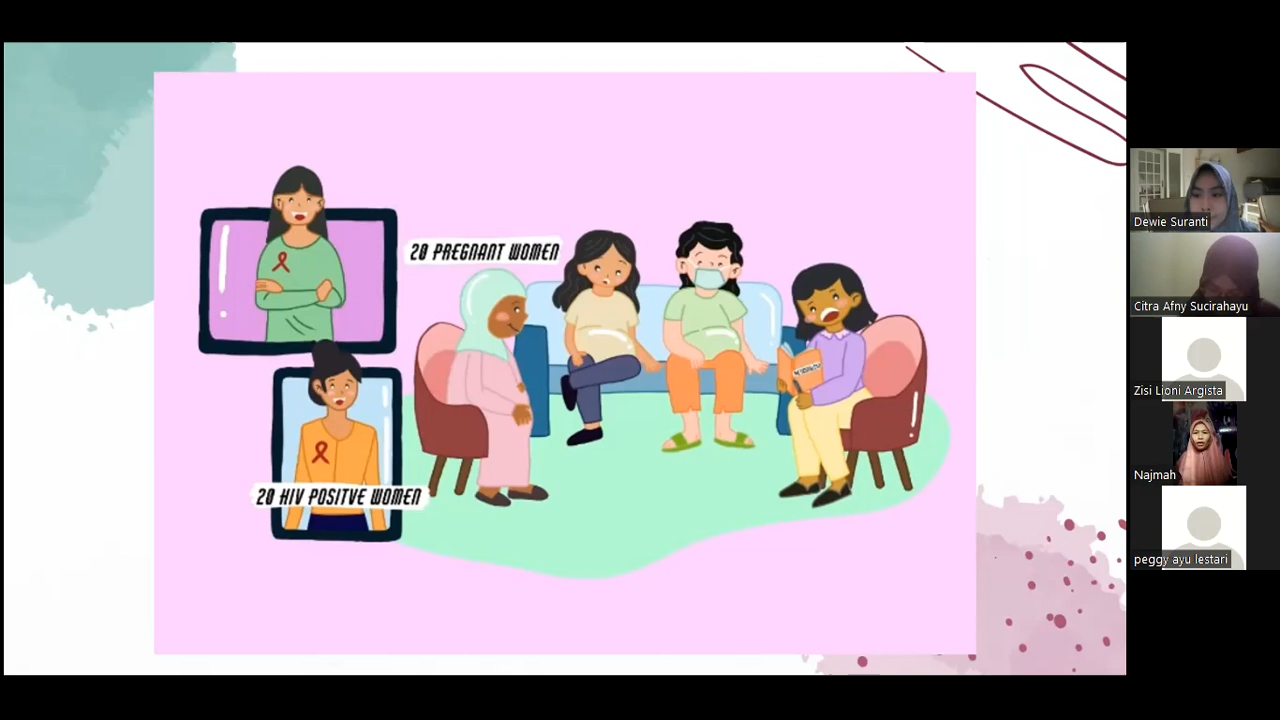 20 PREGNANT WOMEN
20 HIV POSITVE WOMEN
Dewie Suranti
Citra Afny Sucirahayu
Zisi Lioni Argista
Najmah
peggy ayu lestari